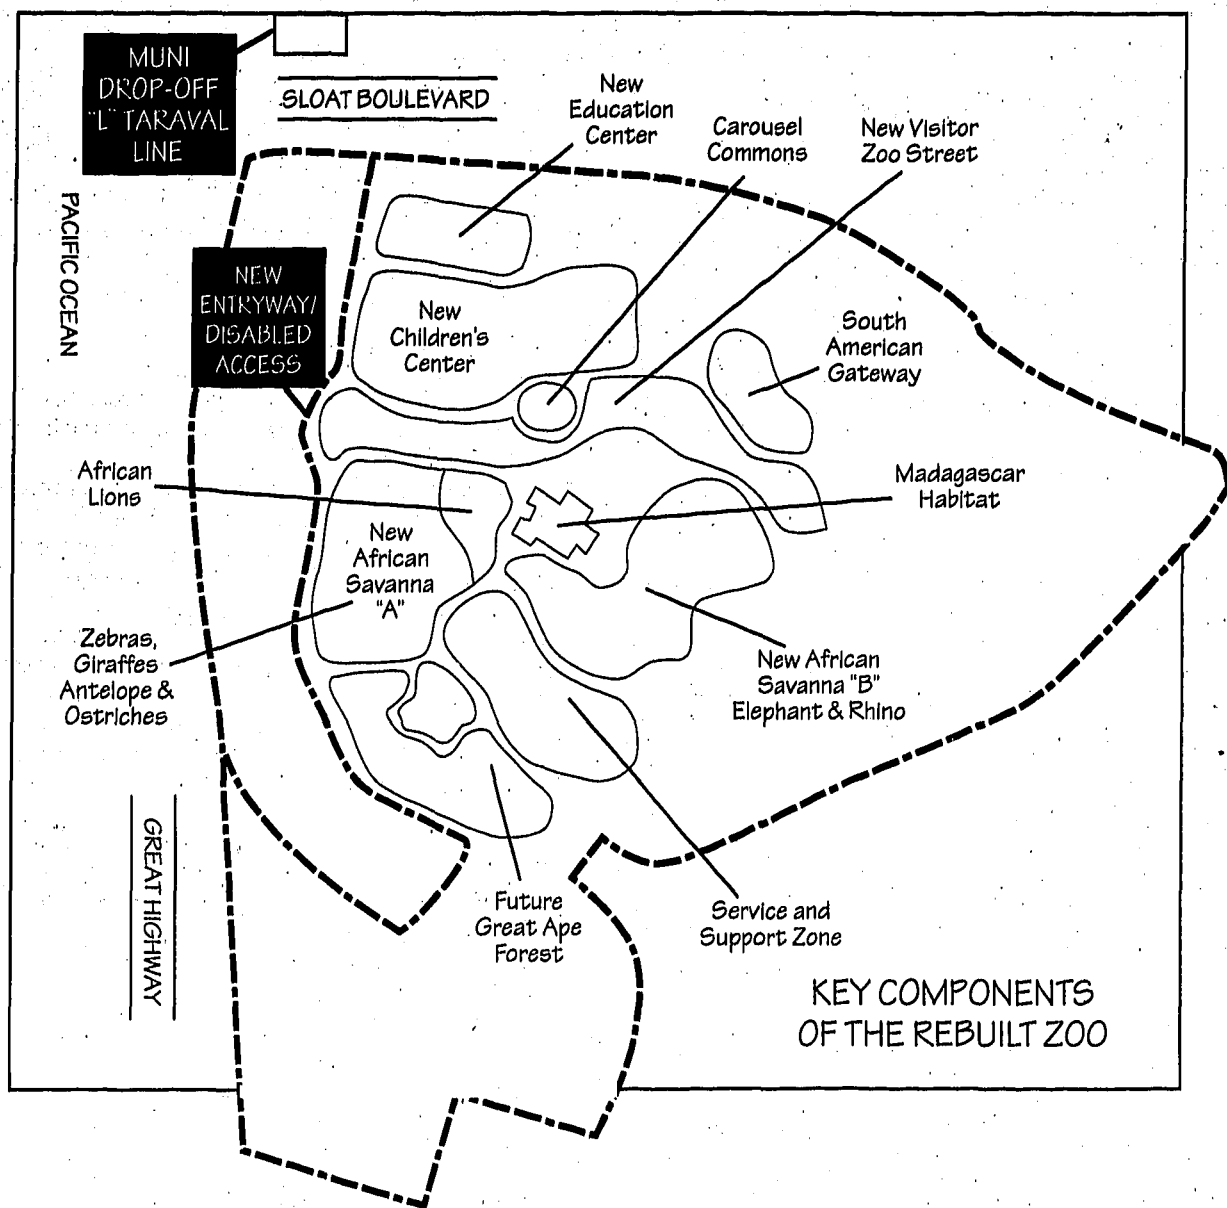 MUNI
DROP-OFF
"L" TARAVAL
LINE
SLOAT BOULEVARD
New
Education
Center
Carousel
Commons
New Visitor
Zoo Street
PACIFIC OCEAN
NEW
ENTRYWAY/
DISABLED
ACCESS
New
Children's
Center
South
American
Gateway
African
Lions
Madagascar
Habitat
New
African
Savanna
"A"
Zebras,
Giraffes
Antelope &
Ostriches
New African
Savanna "B"
Elephant & Rhino
GREAT HIGHWAY
Future
Great Ape
Forest
Service and
Support Zone
KEY COMPONENTS
OF THE REBUILT ZOO